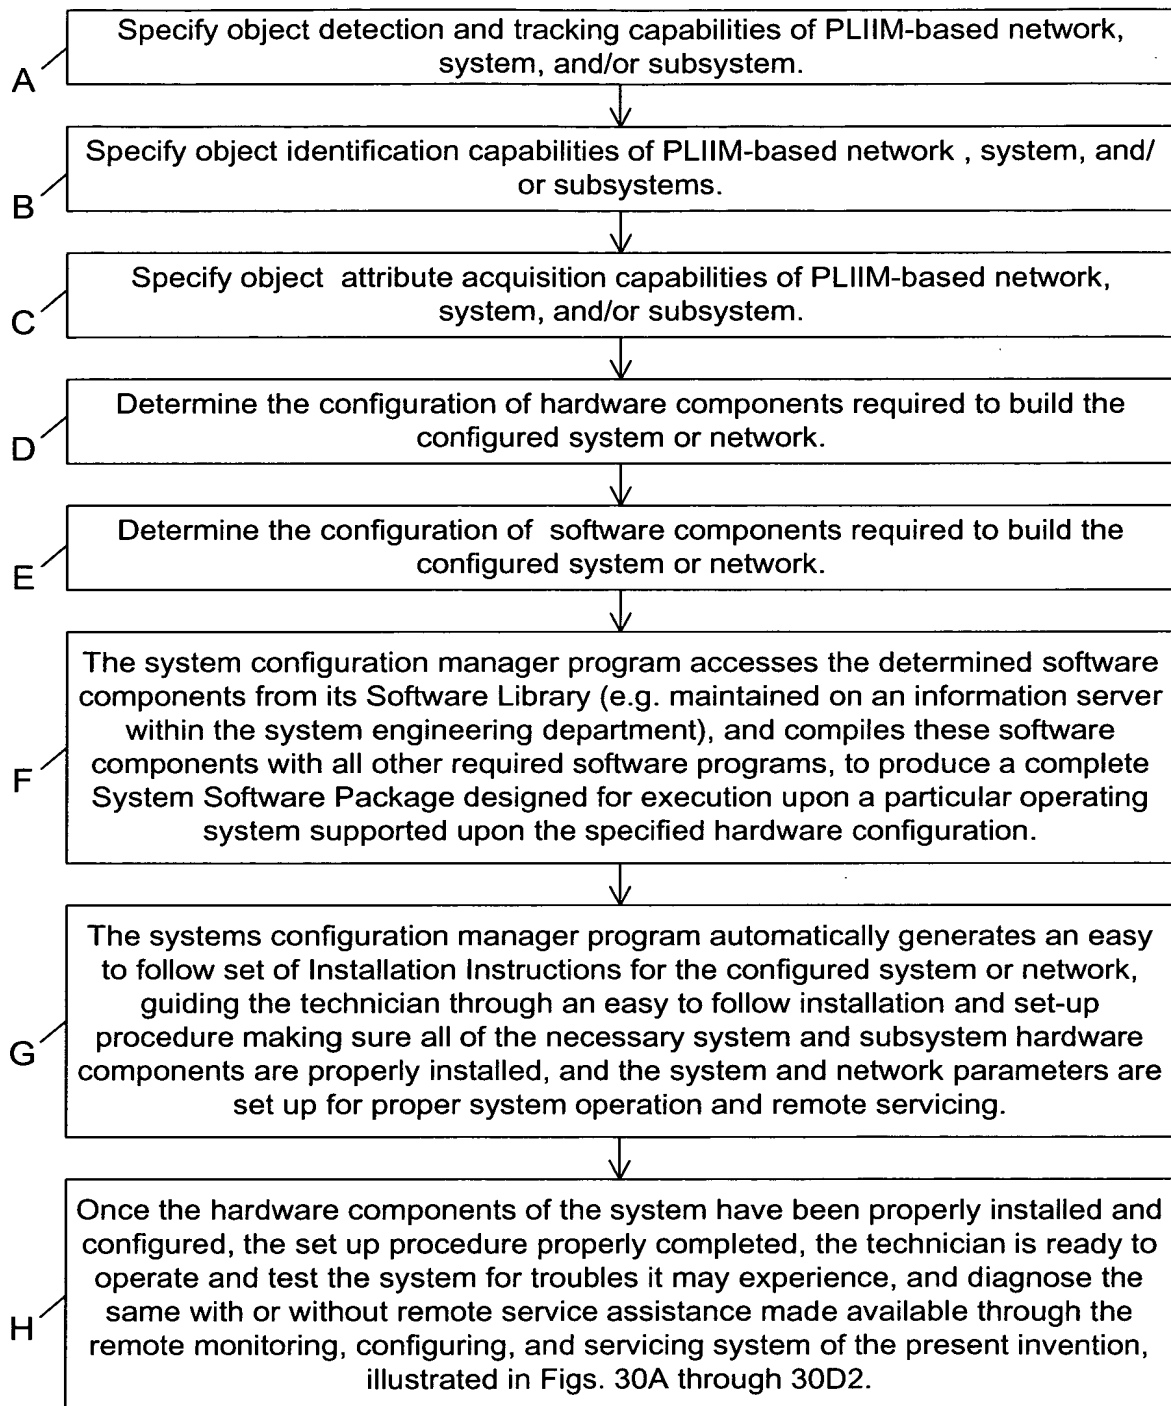 Specify object detection and tracking capabilities of PLIIM-based network,
system, and/or subsystem.
A
Specify object identification capabilities of PLIIM-based network , system, and/
or subsystems.
B
Specify object attribute acquisition capabilities of PLIIM-based network,
system, and/or subsystem.
C
Determine the configuration of hardware components required to build the
configured system or network.
D
Determine the configuration of software components required to build the
configured system or network.
E
The system configuration manager program accesses the determined software
components from its Software Library (e.g. maintained on an information server
within the system engineering department), and compiles these software
components with all other required software programs, to produce a complete
System Software Package designed for execution upon a particular operating
system supported upon the specified hardware configuration.
F
The systems configuration manager program automatically generates an easy
to follow set of Installation Instructions for the configured system or network,
guiding the technician through an easy to follow installation and set-up
procedure making sure all of the necessary system and subsystem hardware
components are properly installed, and the system and network parameters are
set up for proper system operation and remote servicing.
G
Once the hardware components of the system have been properly installed and
configured, the set up procedure properly completed, the technician is ready to
operate and test the system for troubles it may experience, and diagnose the
same with or without remote service assistance made available through the
remote monitoring, configuring, and servicing system of the present invention,
illustrated in Figs. 30A through 30D2.
H